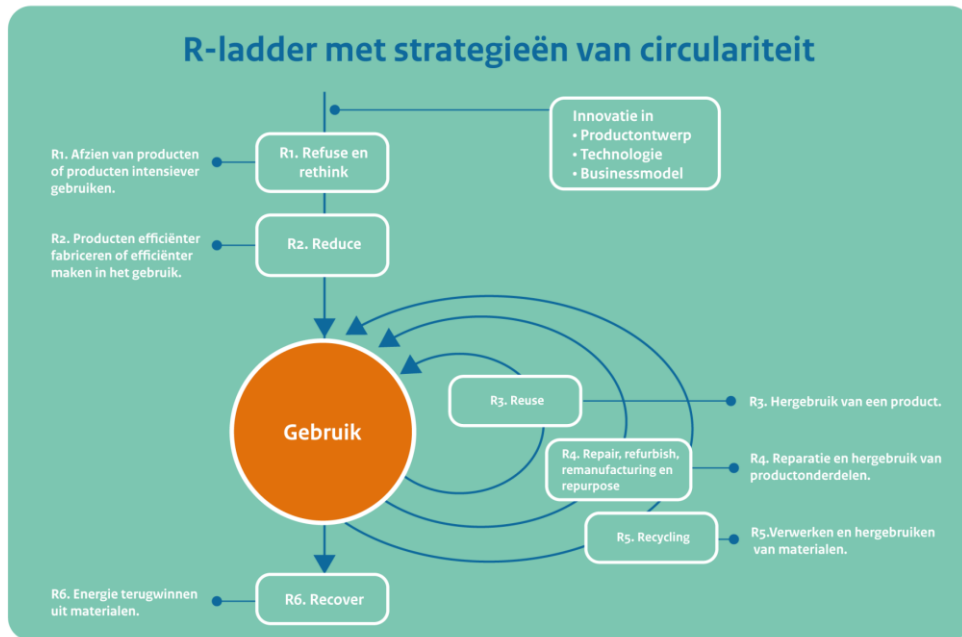 R-ladder met strategieën van circulariteit
Innovatie in
• Productontwerp
• Technologie
• Businessmodel
R1. Afzien van producten
of producten intensiever
gebruiken.
R1. Refuse en
rethink
R2. Producten efficiënter
fabriceren of efficiënter
maken in het gebruik.
R2. Reduce
Gebruik
R3. Reuse
R3. Hergebruik van een product.
R4. Repair, refurbish,
remanufacturing en
repurpose
R4. Reparatie en hergebruik van
productonderdelen.
R5. Recycling
R5.Verwerken en hergebruiken
van materialen.
R6. Energie terugwinnen
uit materialen.
R6. Recover